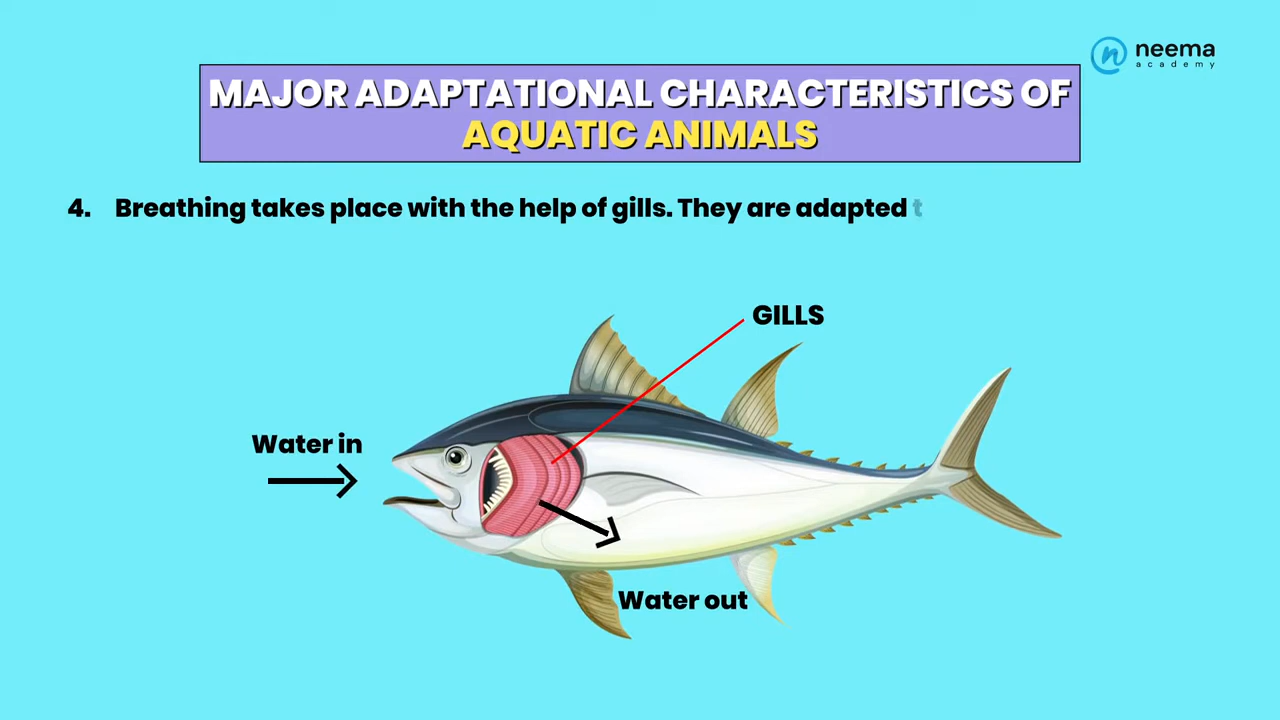 neema
academy
MAJOR ADAPTATIONAL CHARACTERISTICS OF
AQUATIC ANIMALS
4. Breathing takes place with the help of gills. They are adapted t
GILLS
Water in
Water out